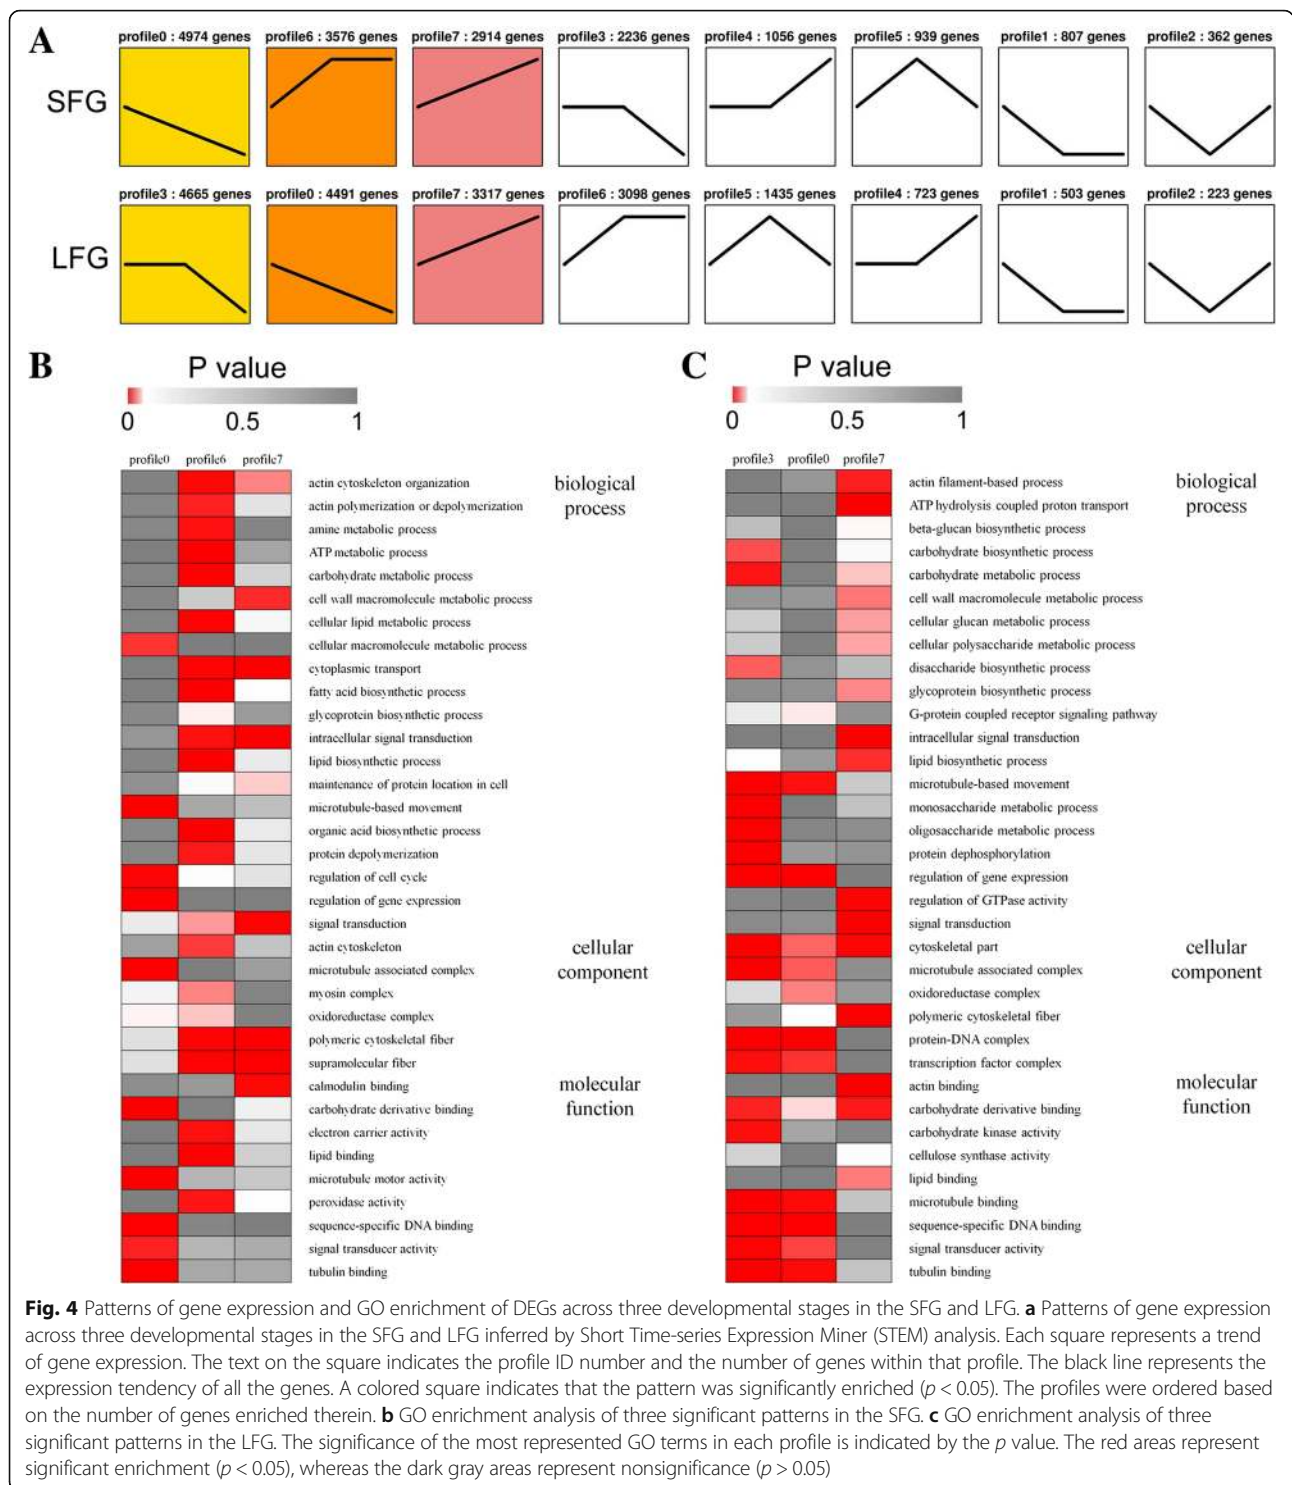 A
profile0 : 4974 genes profile6 : 3576 genes profile7 : 2914 genes profile3 : 2236 genes profile4 : 1056 genes profile5 : 939 genes profile1 : 807 genes profile2 : 362 genes
SFG
profile3 : 4665 genes profile0 : 4491 genes profile7 : 3317 genes profile6 : 3098 genes profile5 : 1435 genes profile4 : 723 genes profile1 : 503 genes profile2 : 223 genes
LFG
B
P value
0 0.5 1
profile0 profile6 profile7
actin cytoskeleton organization
actin polymerization or depolymerization
amine metabolic process
ATP metabolic process
carbohydrate metabolic process
cell wall macromolecule metabolic process
cellular lipid metabolic process
cellular macromolecule metabolic process
cytoplasmic transport
fatty acid biosynthetic process
glycoprotein biosynthetic process
intracellular signal transduction
lipid biosynthetic process
maintenance of protein location in cell
microtubule-based movement
organic acid biosynthetic process
protein depolymerization
regulation of cell cycle
regulation of gene expression
signal transduction
actin cytoskeleton
microtubule associated complex
myosin complex
oxidoreductase complex
polymeric cytoskeletal fiber
supramolecular fiber
calmodulin binding
carbohydrate derivative binding
electron carrier activity
lipid binding
microtubule motor activity
peroxidase activity
sequence-specific DNA binding
signal transducer activity
tubulin binding
biological
process
cellular
component
molecular
function
C
P value
0 0.5 1
profile3 profile0 profile7
actin filament-based process
ATP hydrolysis coupled proton transport
beta-glucan biosynthetic process
carbohydrate biosynthetic process
carbohydrate metabolic process
cell wall macromolecule metabolic process
cellular glucan metabolic process
cellular polysaccharide metabolic process
disaccharide biosynthetic process
glycoprotein biosynthetic process
G-protein coupled receptor signaling pathway
intracellular signal transduction
lipid biosynthetic process
microtubule-based movement
monosaccharide metabolic process
oligosaccharide metabolic process
protein dephosphorylation
regulation of gene expression
regulation of GTPase activity
signal transduction
cytoskeletal part
microtubule associated complex
oxidoreductase complex
polymeric cytoskeletal fiber
protein-DNA complex
transcription factor complex
actin binding
carbohydrate derivative binding
carbohydrate kinase activity
cellulose synthase activity
lipid binding
microtubule binding
sequence-specific DNA binding
signal transducer activity
tubulin binding
biological
process
cellular
component
molecular
function
Fig. 4 Patterns of gene expression and GO enrichment of DEGs across three developmental stages in the SFG and LFG. a Patterns of gene expression
across three developmental stages in the SFG and LFG inferred by Short Time-series Expression Miner (STEM) analysis. Each square represents a trend
of gene expression. The text on the square indicates the profile ID number and the number of genes within that profile. The black line represents the
expression tendency of all the genes. A colored square indicates that the pattern was significantly enriched (p < 0.05). The profiles were ordered based
on the number of genes enriched therein. b GO enrichment analysis of three significant patterns in the SFG. c GO enrichment analysis of three
significant patterns in the LFG. The significance of the most represented GO terms in each profile is indicated by the p value. The red areas represent
significant enrichment (p < 0.05), whereas the dark gray areas represent nonsignificance (p > 0.05)